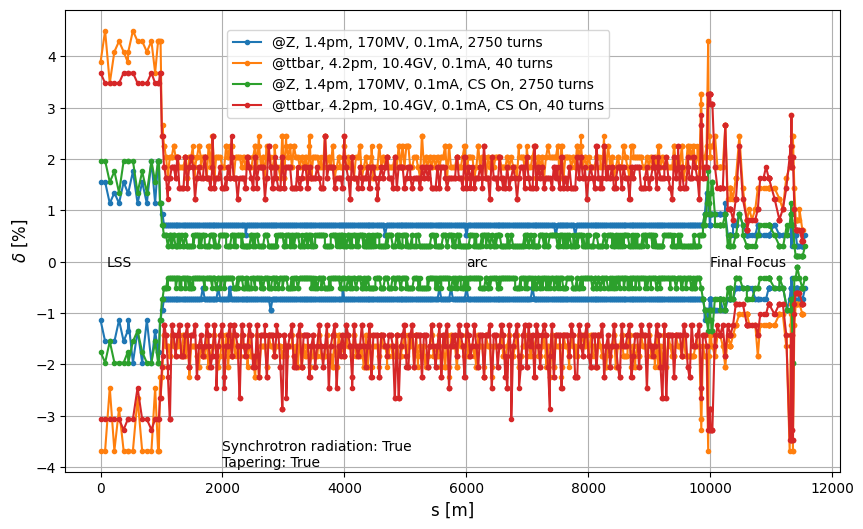 @Z, 1.4pm, 170MV, 0.1mA, 2750 turns
@ttbar, 4.2pm, 10.4GV, 0.1mA, 40 turns
@Z, 1.4pm, 170MV, 0.1mA, CS On, 2750 turns
@ttbar, 4.2pm, 10.4GV, 0.1mA, CS On, 40 turns
4
3
2
1
0
−1
−2
−3
−4
δ [%]
LSS
arc
Final Focus
Synchrotron radiation: True
Tapering: True
0
2000
4000
6000
8000
10000
12000
s [m]